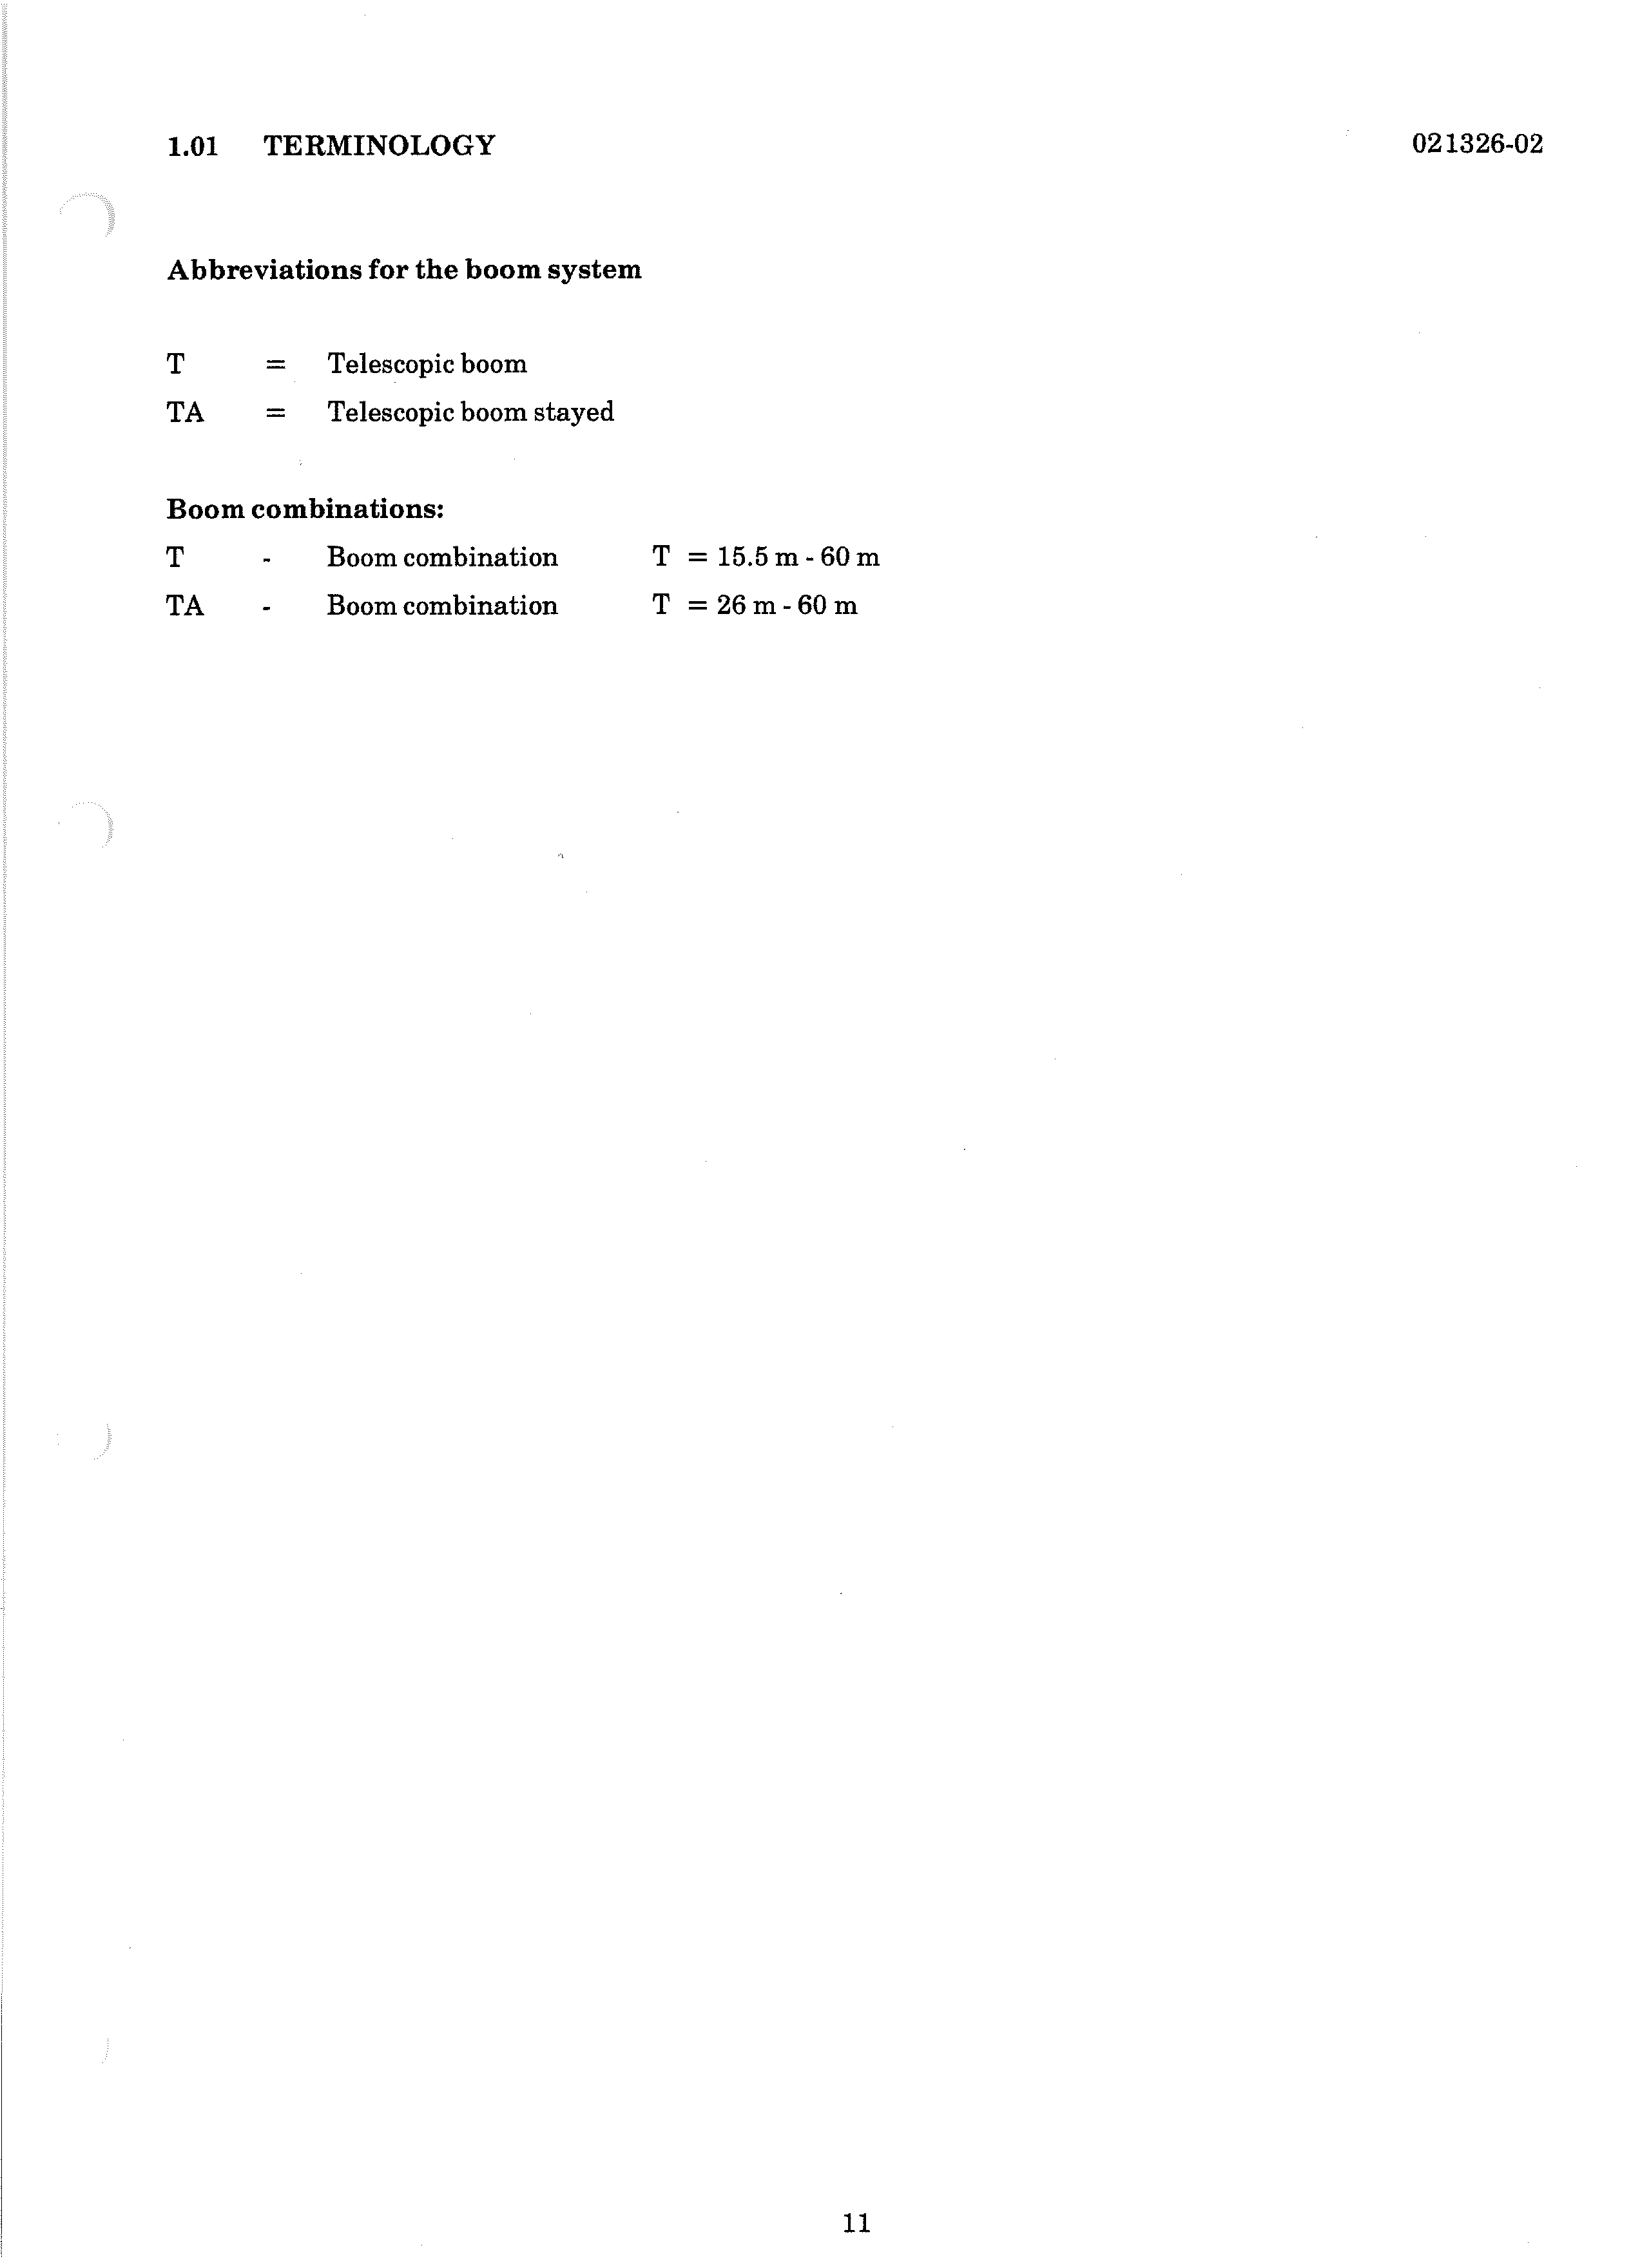 1.01 TERMINOLOGY 021326-02
Abbreviations for the boom system
T = Telescopic boom
TA = Telescopic boom stayed
Boom combinations:
T - Boom combination T = 15.5 m - 60 m
TA - Boom combination T = 26 m - 60 m
11